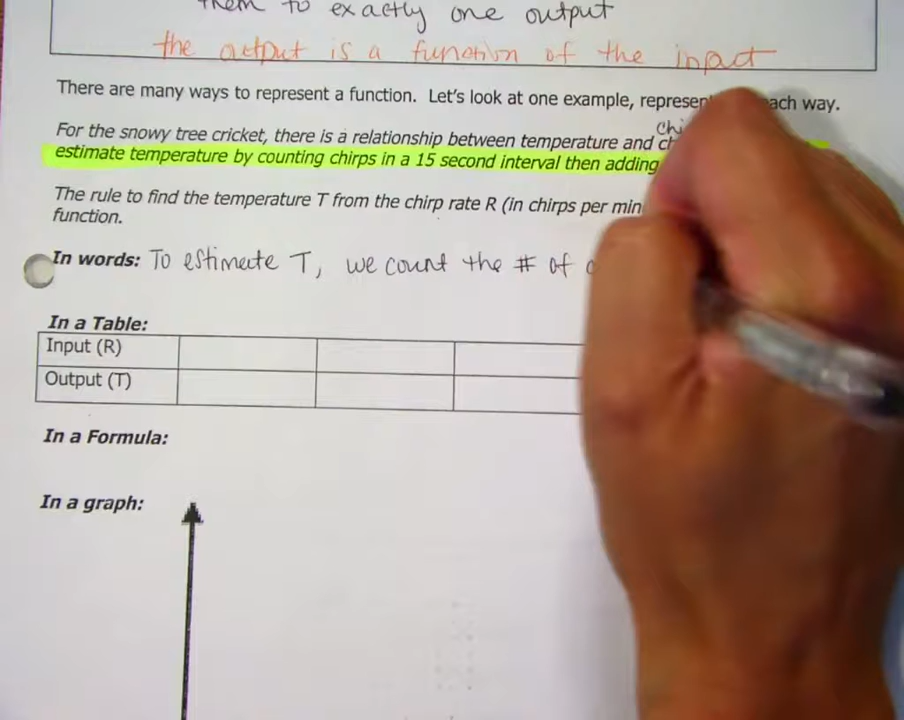 them to exactly one output
the output is a function of the input
There are many ways to represent a function. Let's look at one example, each way.
chi
For the snowy tree cricket, there is a relationship between temperature and
estimate temperature by counting chirps in a 15 second interval then adding
The rule to find the temperature T from the chirp rate R (in chirps per min
function.
In words: To estimate T, we count the # of
In a Table:
Input (R)
Output (T)
In a Formula:
In a graph: